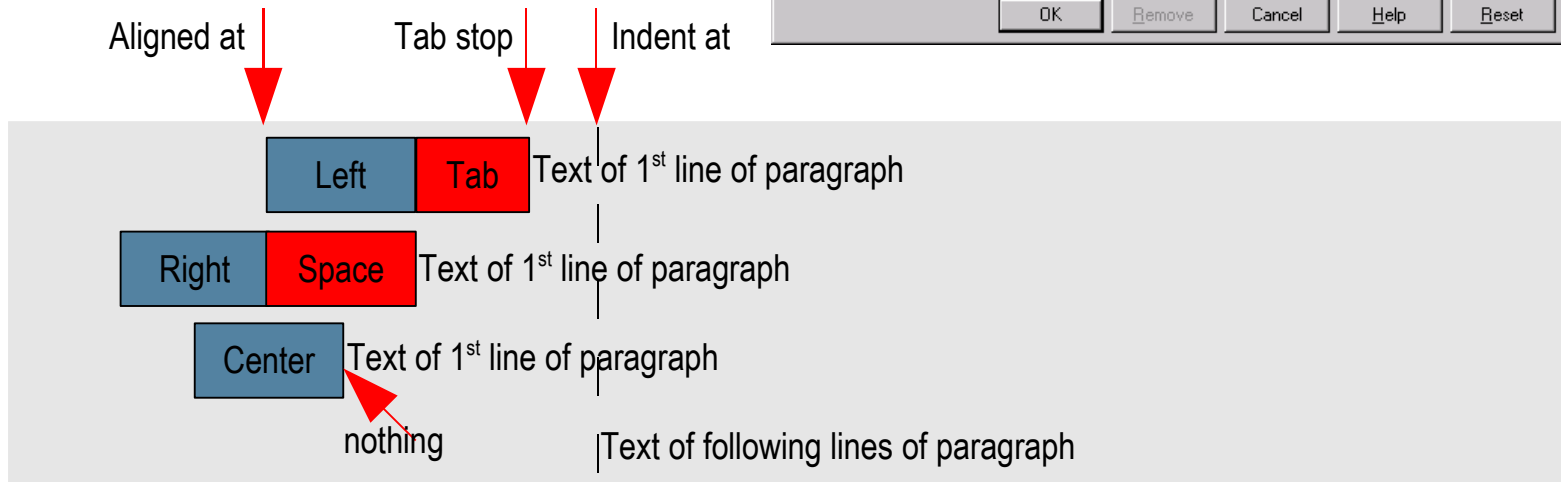 OK Remove Cancel Help Reset
Aligned at Tab stop Indent at
Left Tab Text of 1st line of paragraph
Right Space Text of 1st line of paragraph
Center Text of 1st line of paragraph
nothing Text of following lines of paragraph